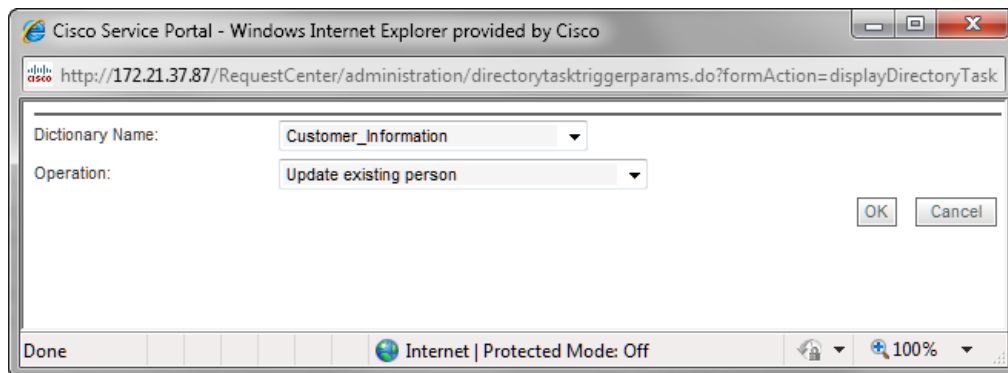 Cisco Service Portal - Windows Internet Explorer provided by Cisco
cisco http://172.21.37.87/RequestCenter/administration/directorytasktriggerparams.do?formAction=displayDirectoryTask
Dictionary Name: Customer_Information
Operation: Update existing person
OK Cancel
Done Internet | Protected Mode: Off 100%